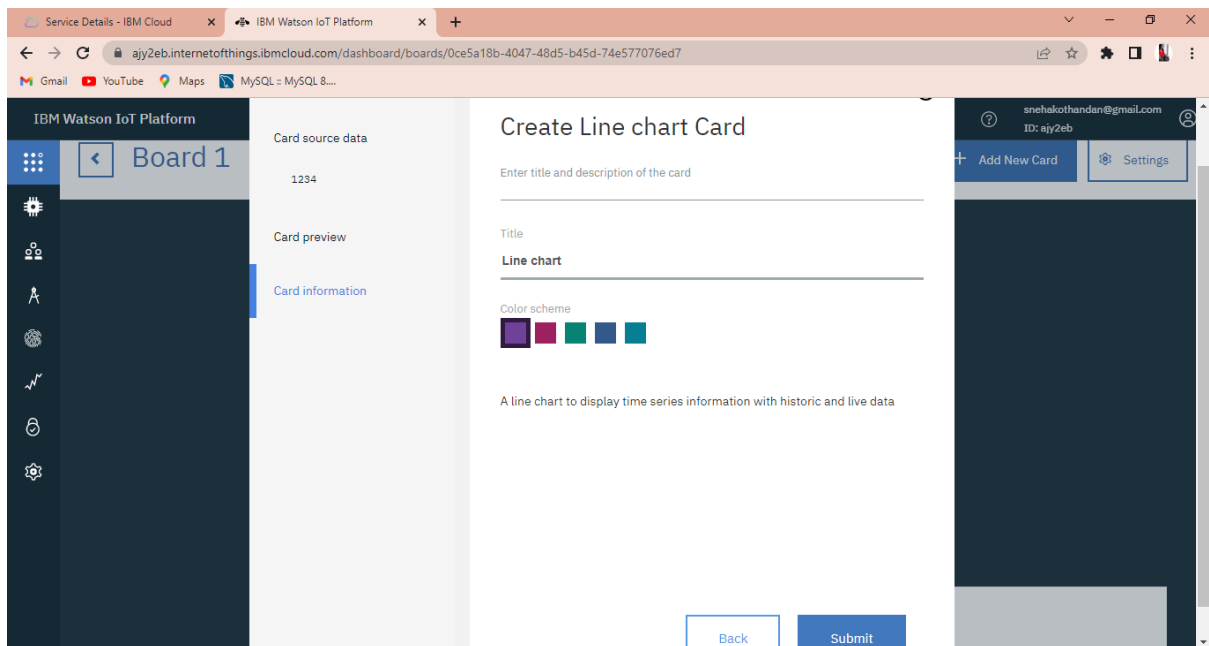 Service Details - IBM Cloud
IBM Watson IoT Platform
ajy2eb.internetofthings.ibmcloud.com/dashboard/boards/0ce5a18b-4047-48d5-b45d-74e577076ed7
Gmail
YouTube
Maps
MySQL :: MySQL 8....
IBM Watson IoT Platform
snehakothandan@gmail.com
ID: ajy2eb
Board 1
Add New Card
Settings
Card source data
1234
Card preview
Card information
Create Line chart Card
Enter title and description of the card
Title
Line chart
Color scheme
A line chart to display time series information with historic and live data
Back
Submit